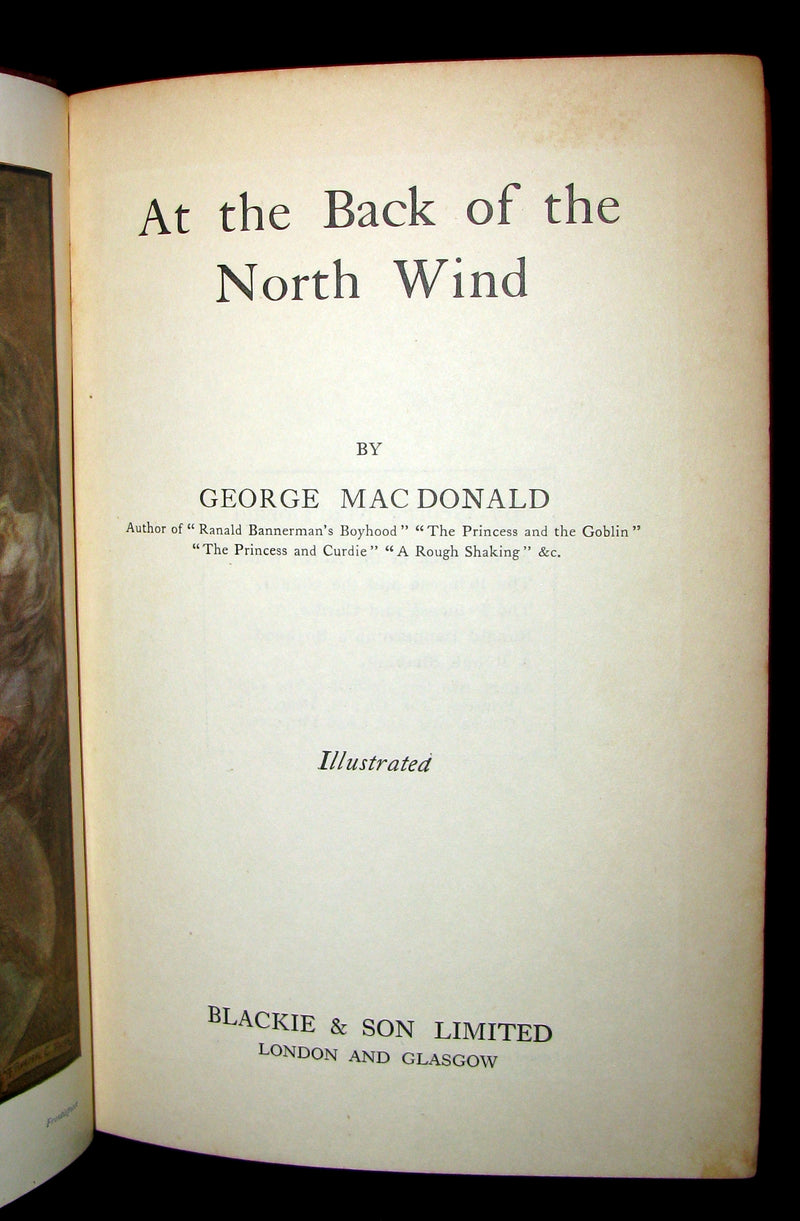 At the Back of the
North Wind
BY
GEORGE MAC DONALD
Author of “Ranald Bannerman's Boyhood” “The Princess and the Goblin”
“The Princess and Curdie” “A Rough Shaking” &c.
Illustrated
BLACKIE & SON LIMITED
LONDON AND GLASGOW
Frontispiece